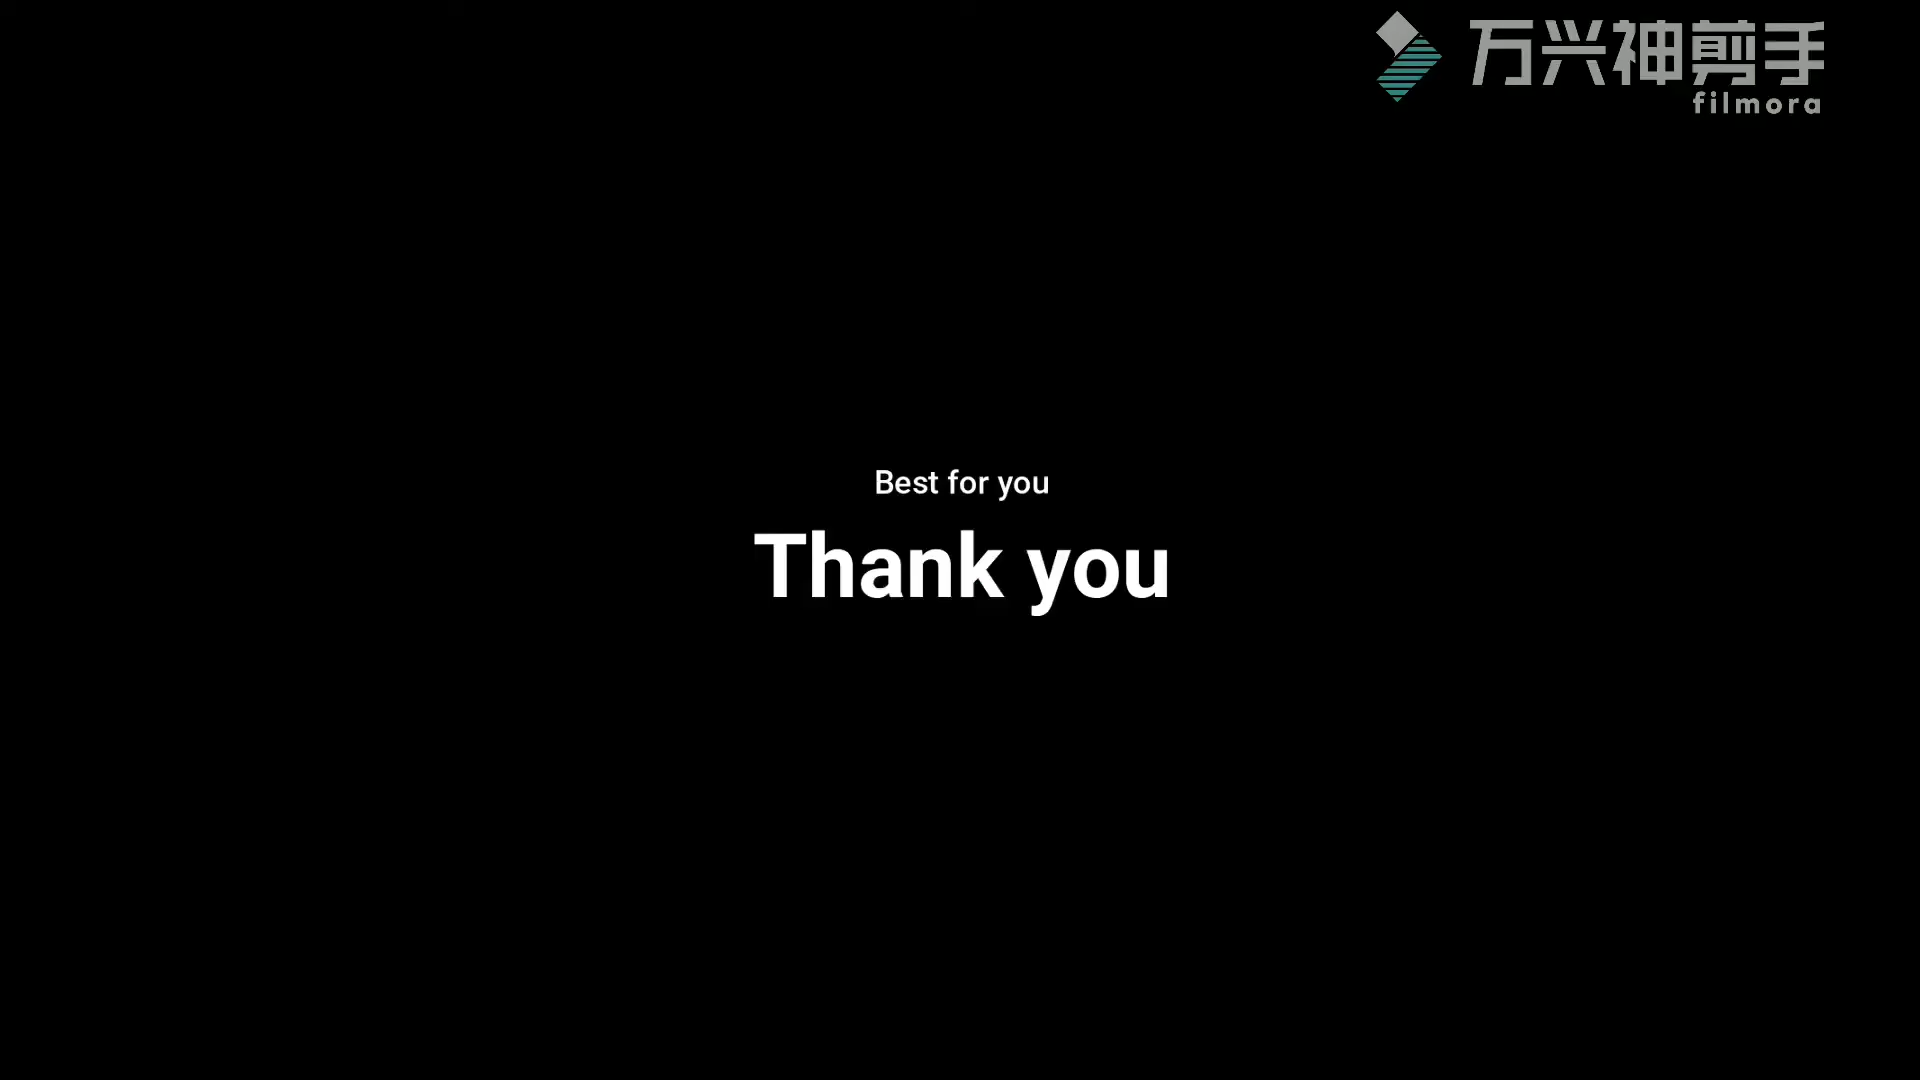 万兴神剪手
filmora
Best for you
Thank you